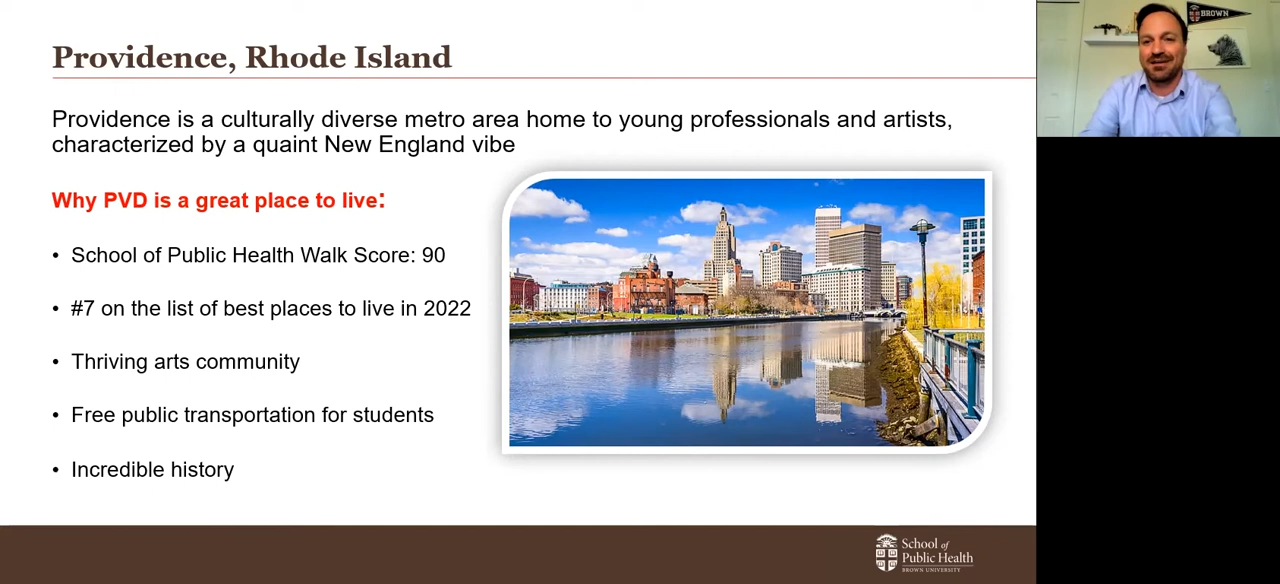 Providence, Rhode Island
Providence is a culturally diverse metro area home to young professionals and artists,
characterized by a quaint New England vibe
Why PVD is a great place to live:
• School of Public Health Walk Score: 90
• #7 on the list of best places to live in 2022
• Thriving arts community
• Free public transportation for students
• Incredible history
School of
Public Health
BROWN UNIVERSITY
BROWN